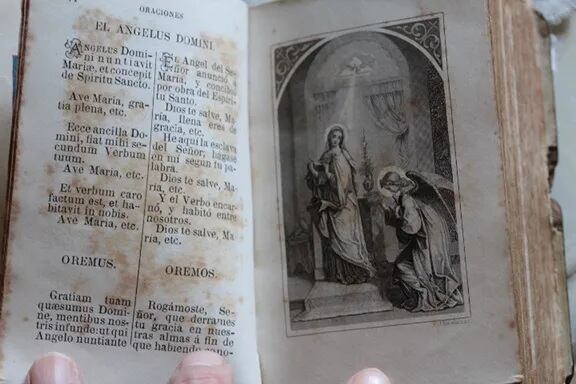 ORACIONES
EL ANGELUS DOMINI
ANGELUS Domi-
ni nuntiavit
Mariæ, et concepit
de Spiritu Sancto.
Ave Maria, gra-
tia plena, etc.
Ecce ancilla Do-
mini, fiat mihi se-
cundum Verbum
tuum.
Ave Maria, etc.
Et verbum caro
factum est, et ha-
bitavit in nobis.
Ave Maria, etc.
OREMUS.
Gratiam tuam
quæsumus Domi-
ne, mentibus nos-
tris infunde: ut qui
Angelo nuntiante
EL Angel del Se-
ñor anunció, a
María, y concibió
por obra del Espíri-
tu Santo.
Dios te salve, Ma-
ría, llena eres de
gracia, etc.
He aquí la esclava
del Señor; hágase
en mí segun tu pa-
labra.
Dios te salve, Ma-
ría, etc.
Y el Verbo encar-
nó, y habitó entre
nosotros.
Dios te salve, Ma-
ría, etc.
OREMOS.
Rogámoste, Se-
ñor, que derrames
tu gracia en nues-
tras almas á fin de
que habiendo cono-